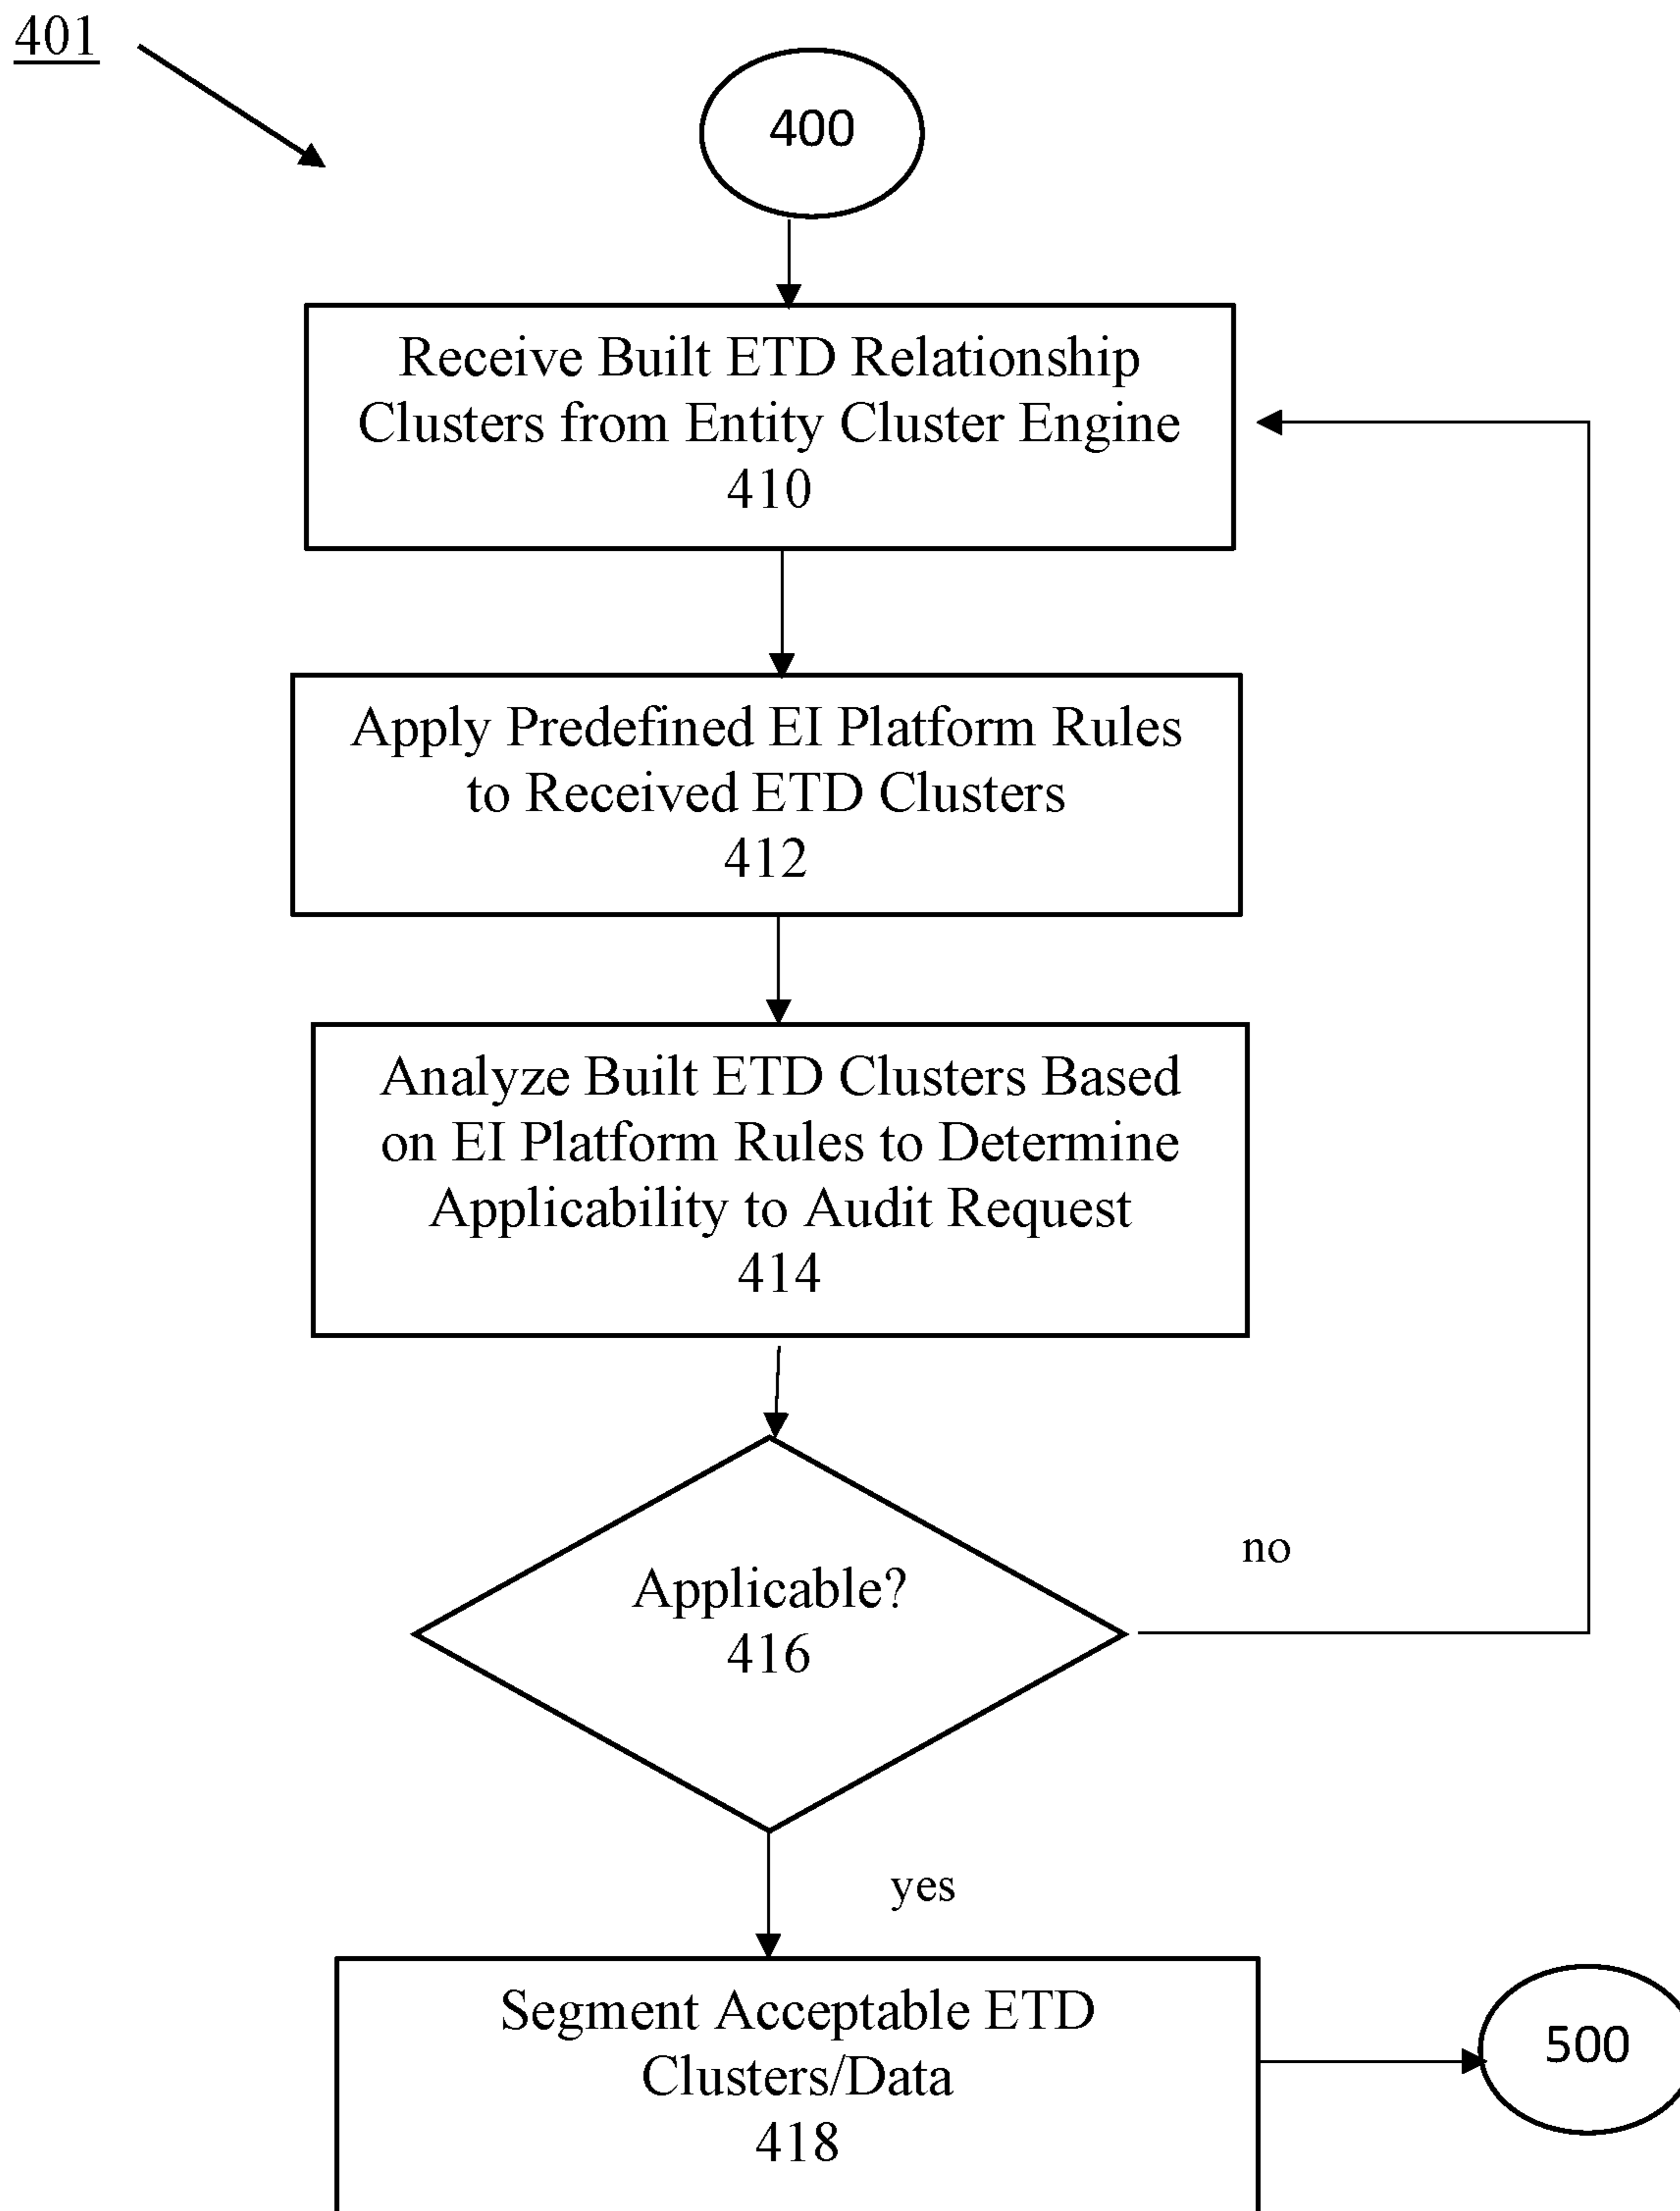 401
400
Receive Built ETD Relationship
Clusters from Entity Cluster Engine
410
Apply Predefined EI Platform Rules
to Received ETD Clusters
412
Analyze Built ETD Clusters Based
on EI Platform Rules to Determine
Applicability to Audit Request
414
Applicable?
416
no
yes
Segment Acceptable ETD
Clusters/Data
418
500